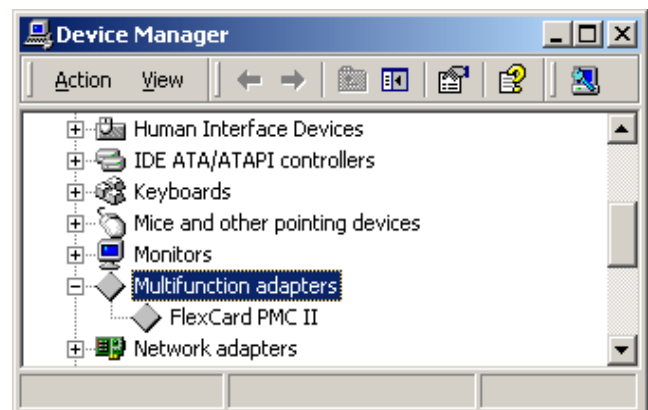 Device Manager
Action View
Human Interface Devices
IDE ATA/ATAPI controllers
Keyboards
Mice and other pointing devices
Monitors
Multifunction adapters
FlexCard PMC II
Network adapters